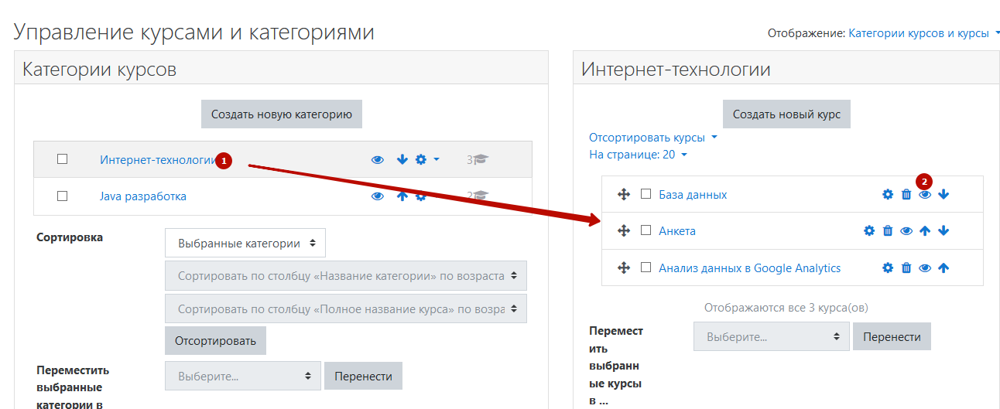 Управление курсами и категориями
Отображение: Категории курсов и курсы
Категории курсов
Создать новую категорию
Интернет-технологии 1
3
Java разработка
2
Сортировка
Выбранные категории
Сортировать по столбцу «Название категории» по возраста
Сортировать по столбцу «Полное название курса» по возра
Отсортировать
Переместить
выбранные
категории в
Выберите...
Перенести
Интернет-технологии
Создать новый курс
Отсортировать курсы
На странице: 20
2
База данных
Анкета
Анализ данных в Google Analytics
Отображаются все 3 курса(ов)
Перемест
ить
выбранн
ые курсы
в ...
Выберите...
Перенести